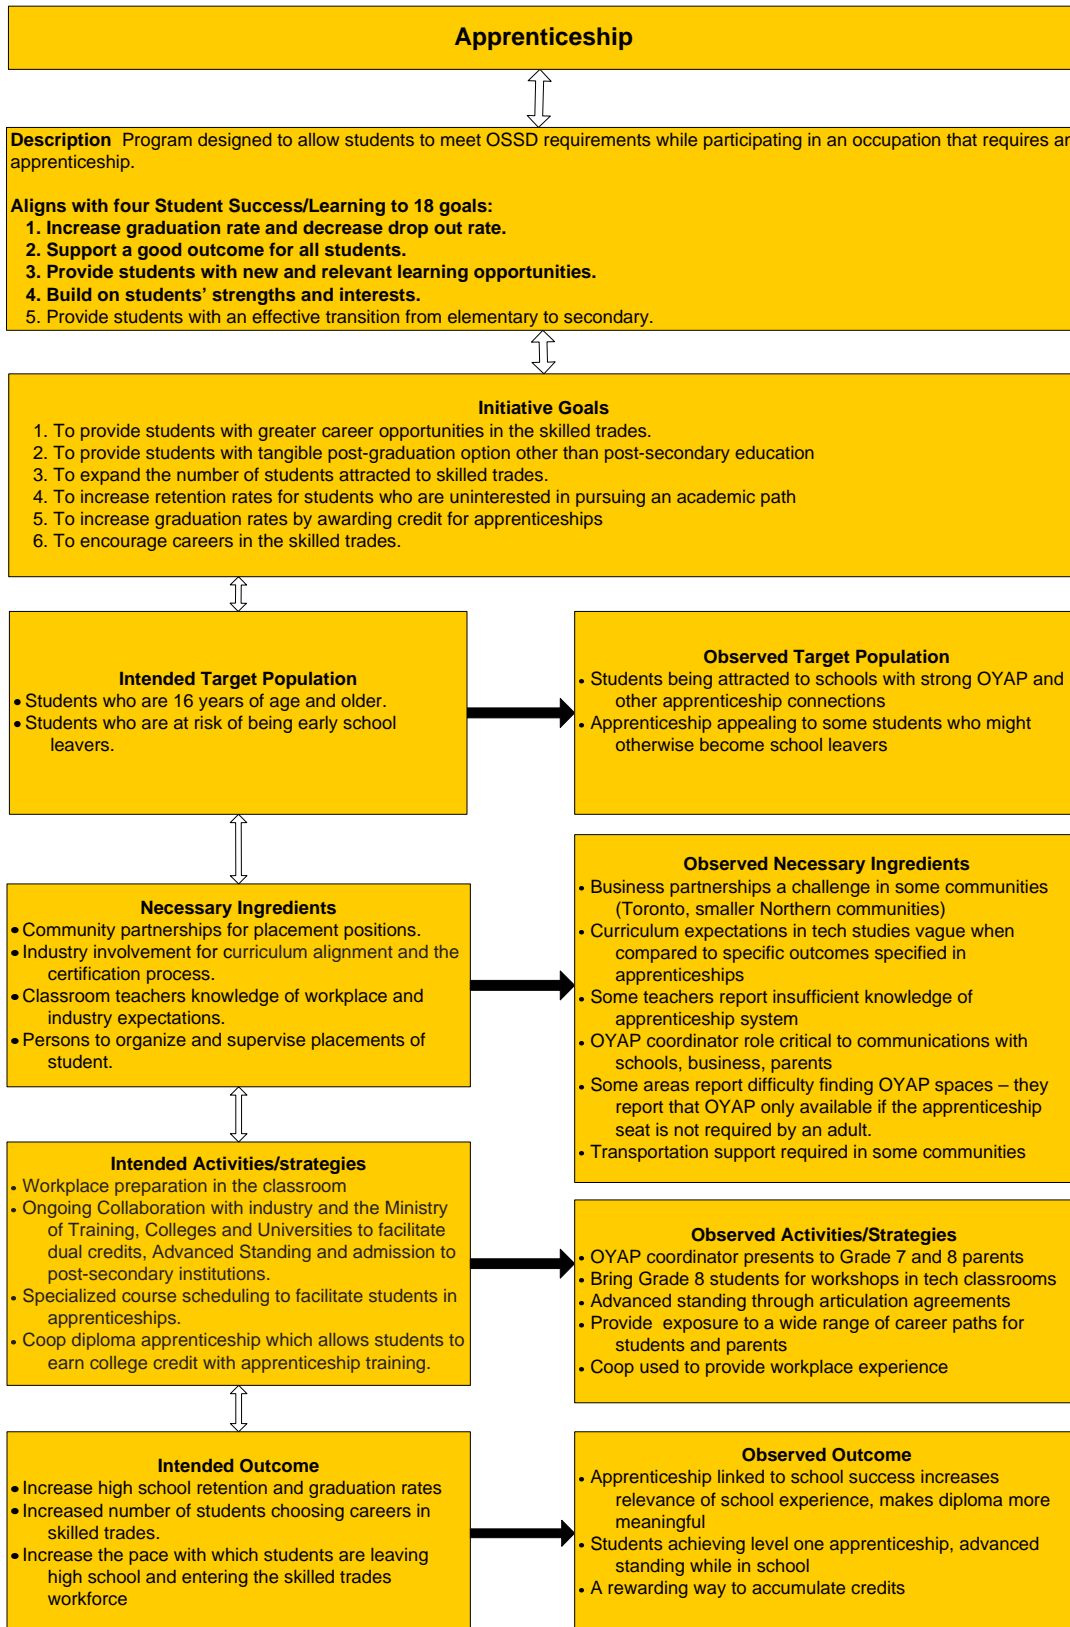 Apprenticeship
Description  Program designed to allow students to meet OSSD requirements while participating in an occupation that requires an
apprenticeship.
Aligns with four Student Success/Learning to 18 goals:
1. Increase graduation rate and decrease drop out rate.
2. Support a good outcome for all students.
3. Provide students with new and relevant learning opportunities.
4. Build on students’ strengths and interests.
5. Provide students with an effective transition from elementary to secondary.
Initiative Goals
1. To provide students with greater career opportunities in the skilled trades.
2. To provide students with tangible post-graduation option other than post-secondary education
3. To expand the number of students attracted to skilled trades.
4. To increase retention rates for students who are uninterested in pursuing an academic path
5. To increase graduation rates by awarding credit for apprenticeships
6. To encourage careers in the skilled trades.
Intended Target Population
• Students who are 16 years of age and older.
• Students who are at risk of being early school
leavers.
Observed Target Population
• Students being attracted to schools with strong OYAP and
other apprenticeship connections
• Apprenticeship appealing to some students who might
otherwise become school leavers
Necessary Ingredients
• Community partnerships for placement positions.
• Industry involvement for curriculum alignment and the
certification process.
• Classroom teachers knowledge of workplace and
industry expectations.
• Persons to organize and supervise placements of
student.
Observed Necessary Ingredients
• Business partnerships a challenge in some communities
(Toronto, smaller Northern communities)
• Curriculum expectations in tech studies vague when
compared to specific outcomes specified in
apprenticeships
• Some teachers report insufficient knowledge of
apprenticeship system
• OYAP coordinator role critical to communications with
schools, business, parents
• Some areas report difficulty finding OYAP spaces – they
report that OYAP only available if the apprenticeship
seat is not required by an adult.
• Transportation support required in some communities
Intended Activities/strategies
• Workplace preparation in the classroom
• Ongoing Collaboration with industry and the Ministry
of Training, Colleges and Universities to facilitate
dual credits, Advanced Standing and admission to
post-secondary institutions.
• Specialized course scheduling to facilitate students in
apprenticeships.
• Coop diploma apprenticeship which allows students to
earn college credit with apprenticeship training.
Observed Activities/Strategies
• OYAP coordinator presents to Grade 7 and 8 parents
• Bring Grade 8 students for workshops in tech classrooms
• Advanced standing through articulation agreements
• Provide  exposure to a wide range of career paths for
students and parents
• Coop used to provide workplace experience
Intended Outcome
• Increase high school retention and graduation rates
• Increased number of students choosing careers in
skilled trades.
• Increase the pace with which students are leaving
high school and entering the skilled trades
workforce
Observed Outcome
• Apprenticeship linked to school success increases
relevance of school experience, makes diploma more
meaningful
• Students achieving level one apprenticeship, advanced
standing while in school
• A rewarding way to accumulate credits